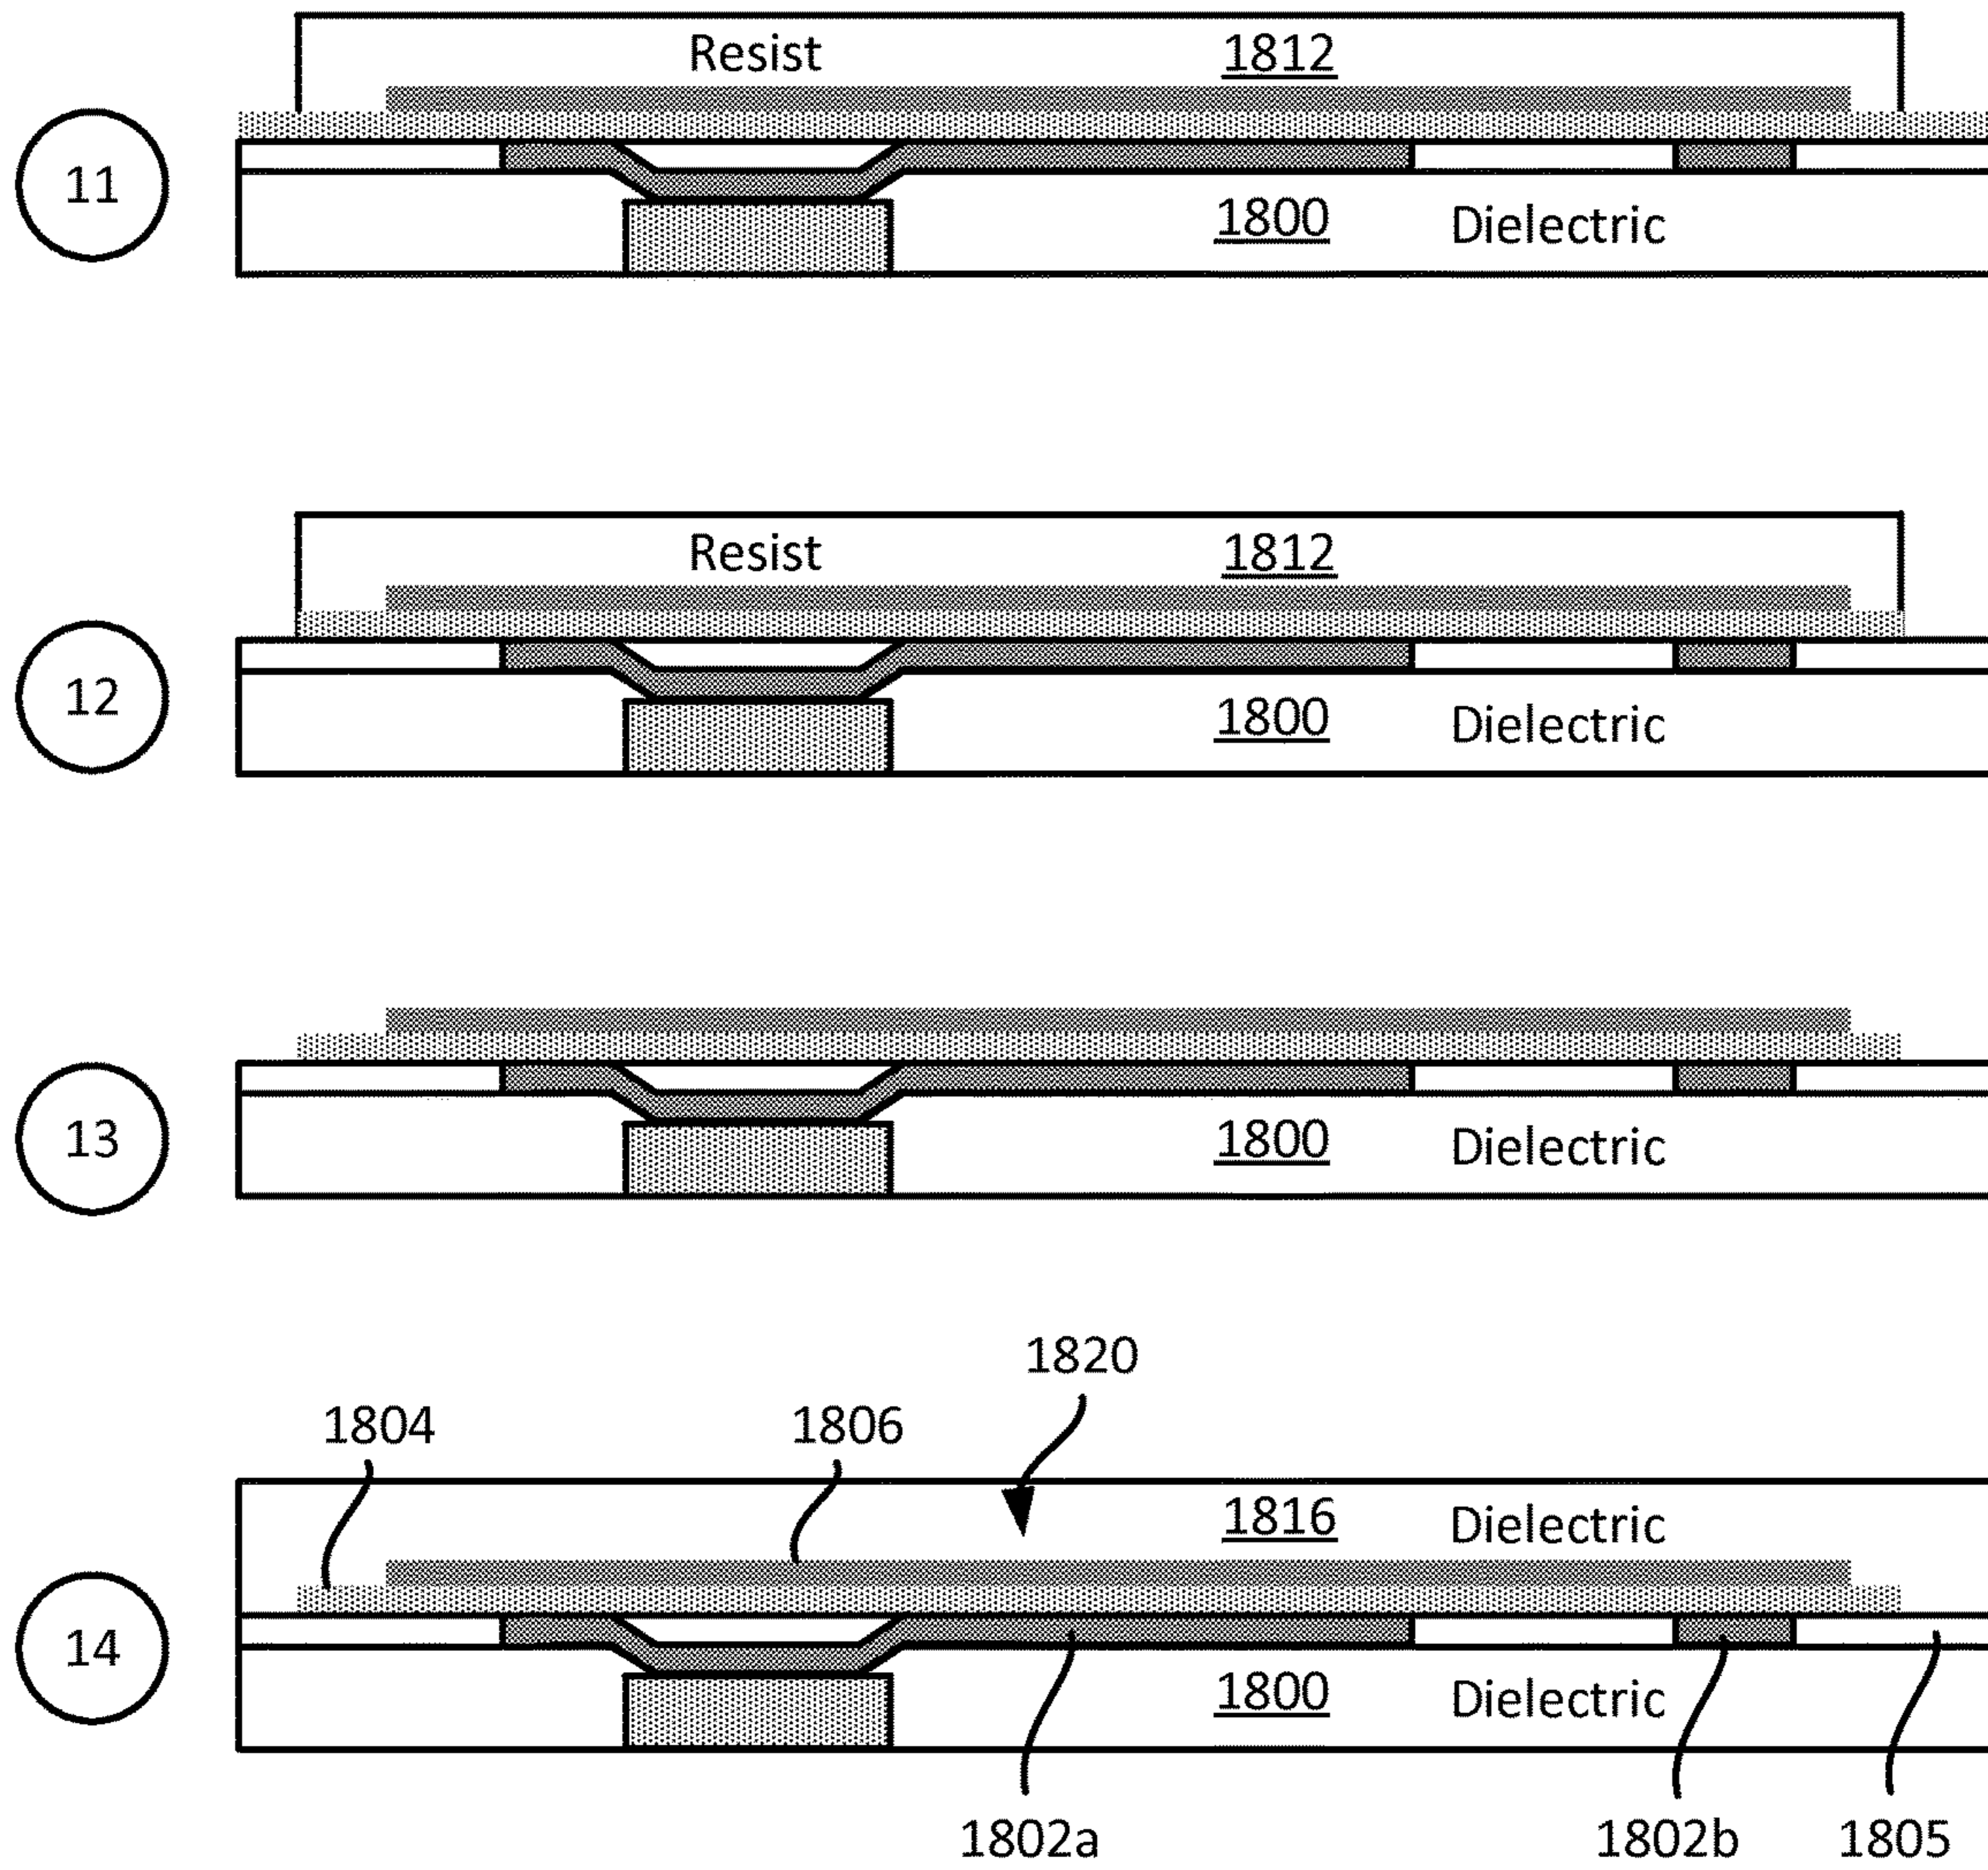 Resist 1812
11
1800 Dielectric
Resist 1812
12
1800 Dielectric
13
1800 Dielectric
1820
1804 1806
1816 Dielectric
14
1800 Dielectric
1802a 1802b 1805